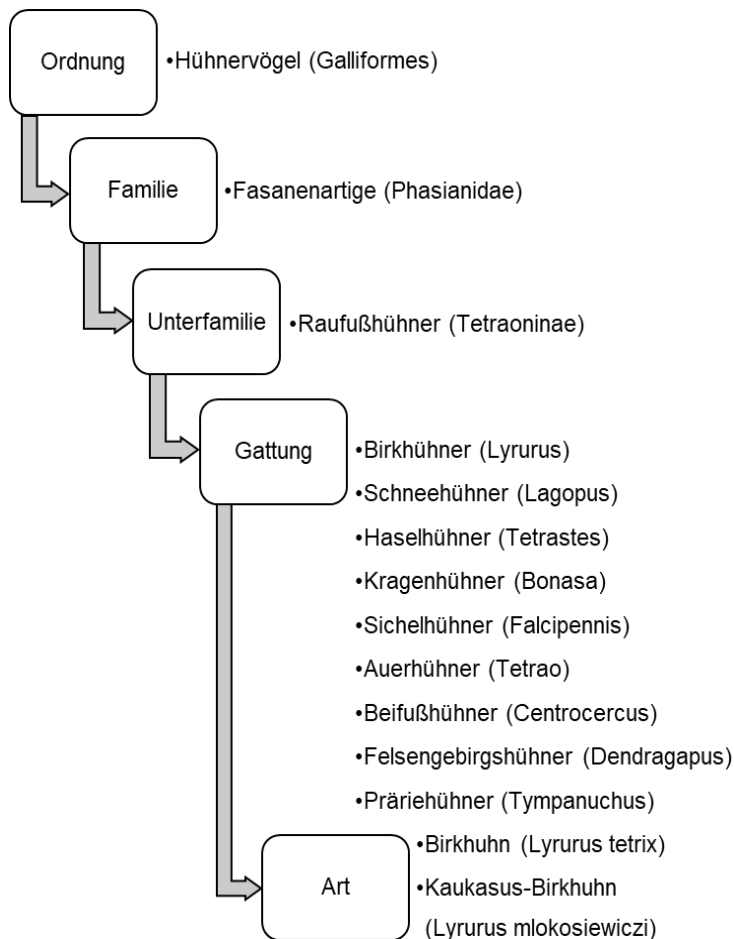 Ordnung
•Hühnervögel (Galliformes)
Familie
•Fasanenartige (Phasianidae)
Unterfamilie
•Raufußhühner (Tetraoninae)
Gattung
•Birkhühner (Lyrurus)
•Schneehühner (Lagopus)
•Haselhühner (Tetrastes)
•Kragenhühner (Bonasa)
•Sichelhühner (Falcipennis)
•Auerhühner (Tetrao)
•Beifußhühner (Centrocercus)
•Felsengebirgshühner (Dendragapus)
•Präriehühner (Tympanuchus)
Art
•Birkhuhn (Lyrurus tetrix)
•Kaukasus-Birkhuhn
(Lyrurus mlokosiewiczi)